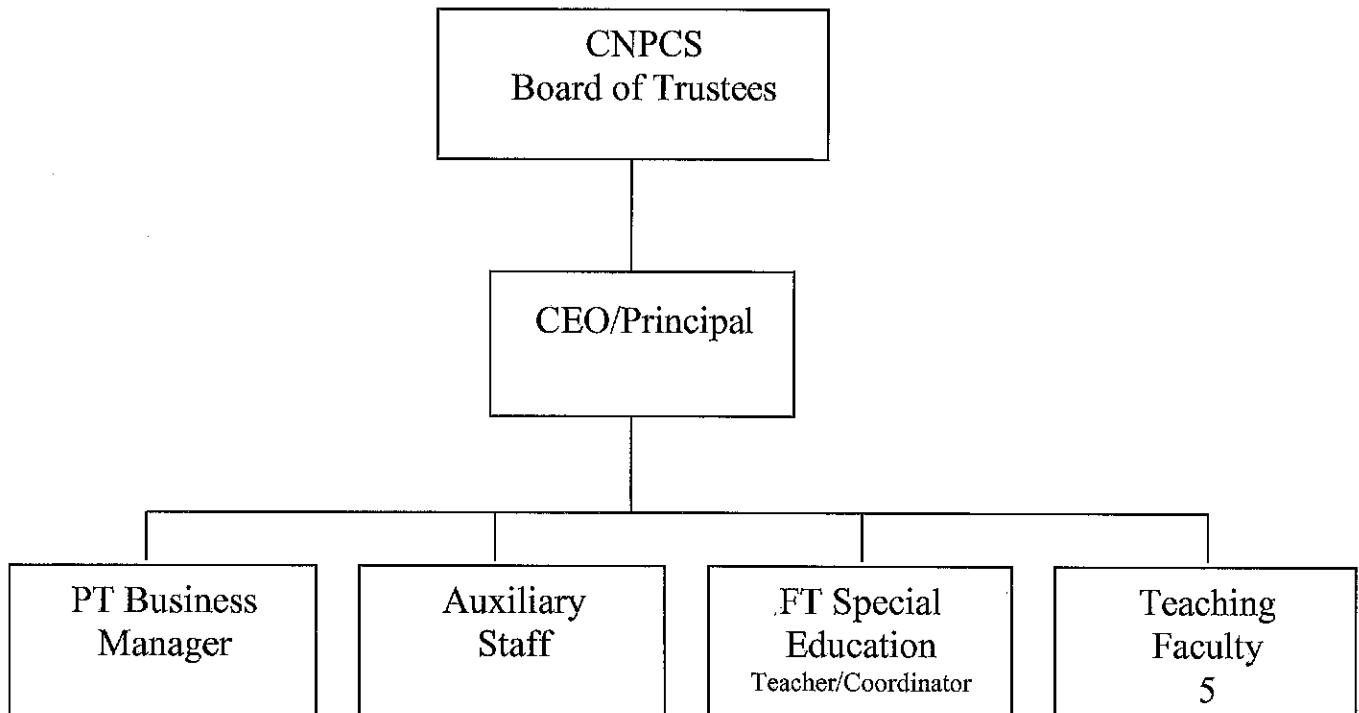 CNPCS
Board of Trustees
CEO/Principal
PT Business
Manager
Auxiliary
Staff
FT Special
Education
Teacher/Coordinator
Teaching
Faculty
5